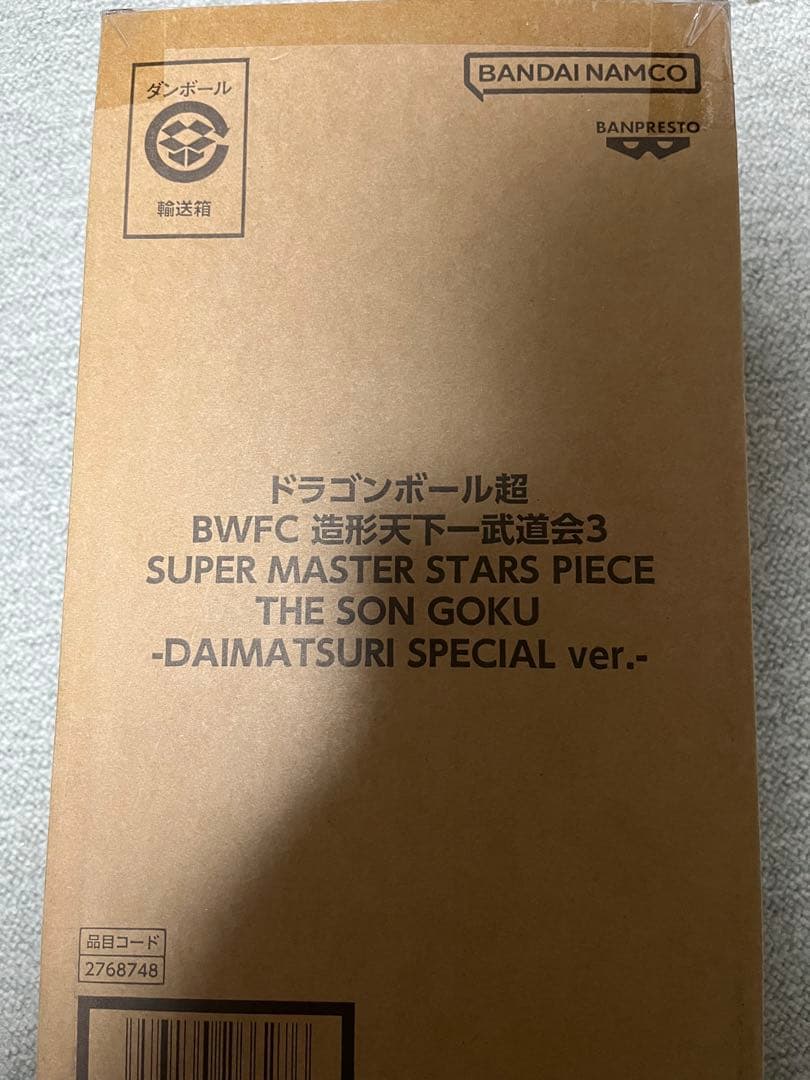 ダンボール
輸送箱
BANDAI NAMCO
BANPRESTO
ドラゴンボール超
BWFC 造形天下一武道会3
SUPER MASTER STARS PIECE
THE SON GOKU
-DAIMATSURI SPECIAL ver.-
品目コード
2768748